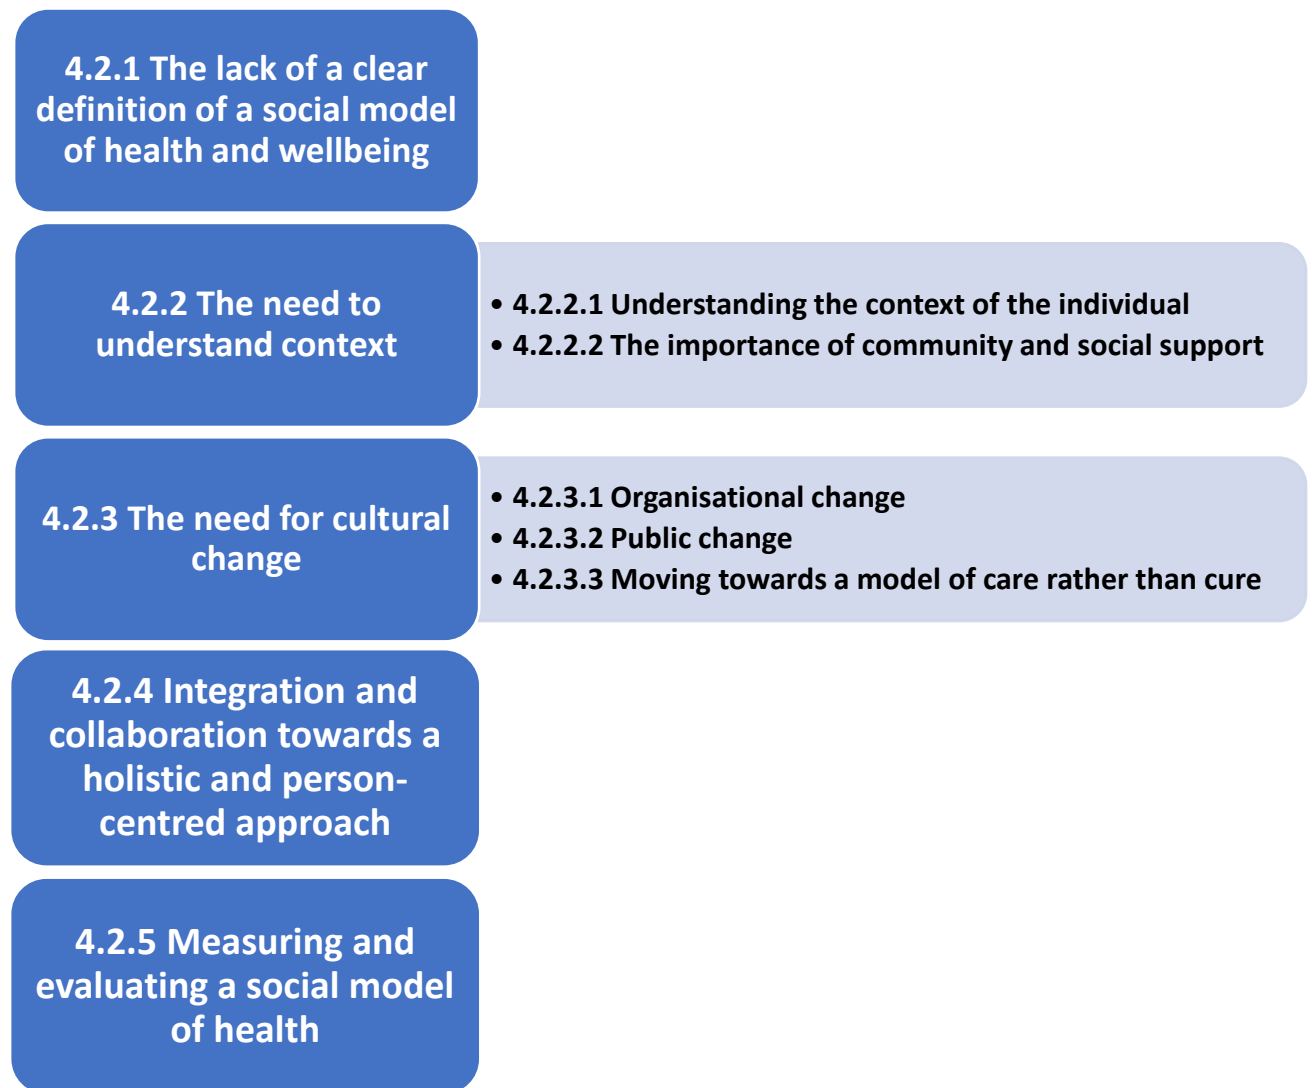 4.2.1 The lack of a clear
definition of a social model
of health and wellbeing
4.2.2 The need to
understand context
• 4.2.2.1 Understanding the context of the individual
• 4.2.2.2 The importance of community and social support
4.2.3 The need for cultural
change
• 4.2.3.1 Organisational change
• 4.2.3.2 Public change
• 4.2.3.3 Moving towards a model of care rather than cure
4.2.4 Integration and
collaboration towards a
holistic and person-
centred approach
4.2.5 Measuring and
evaluating a social model
of health